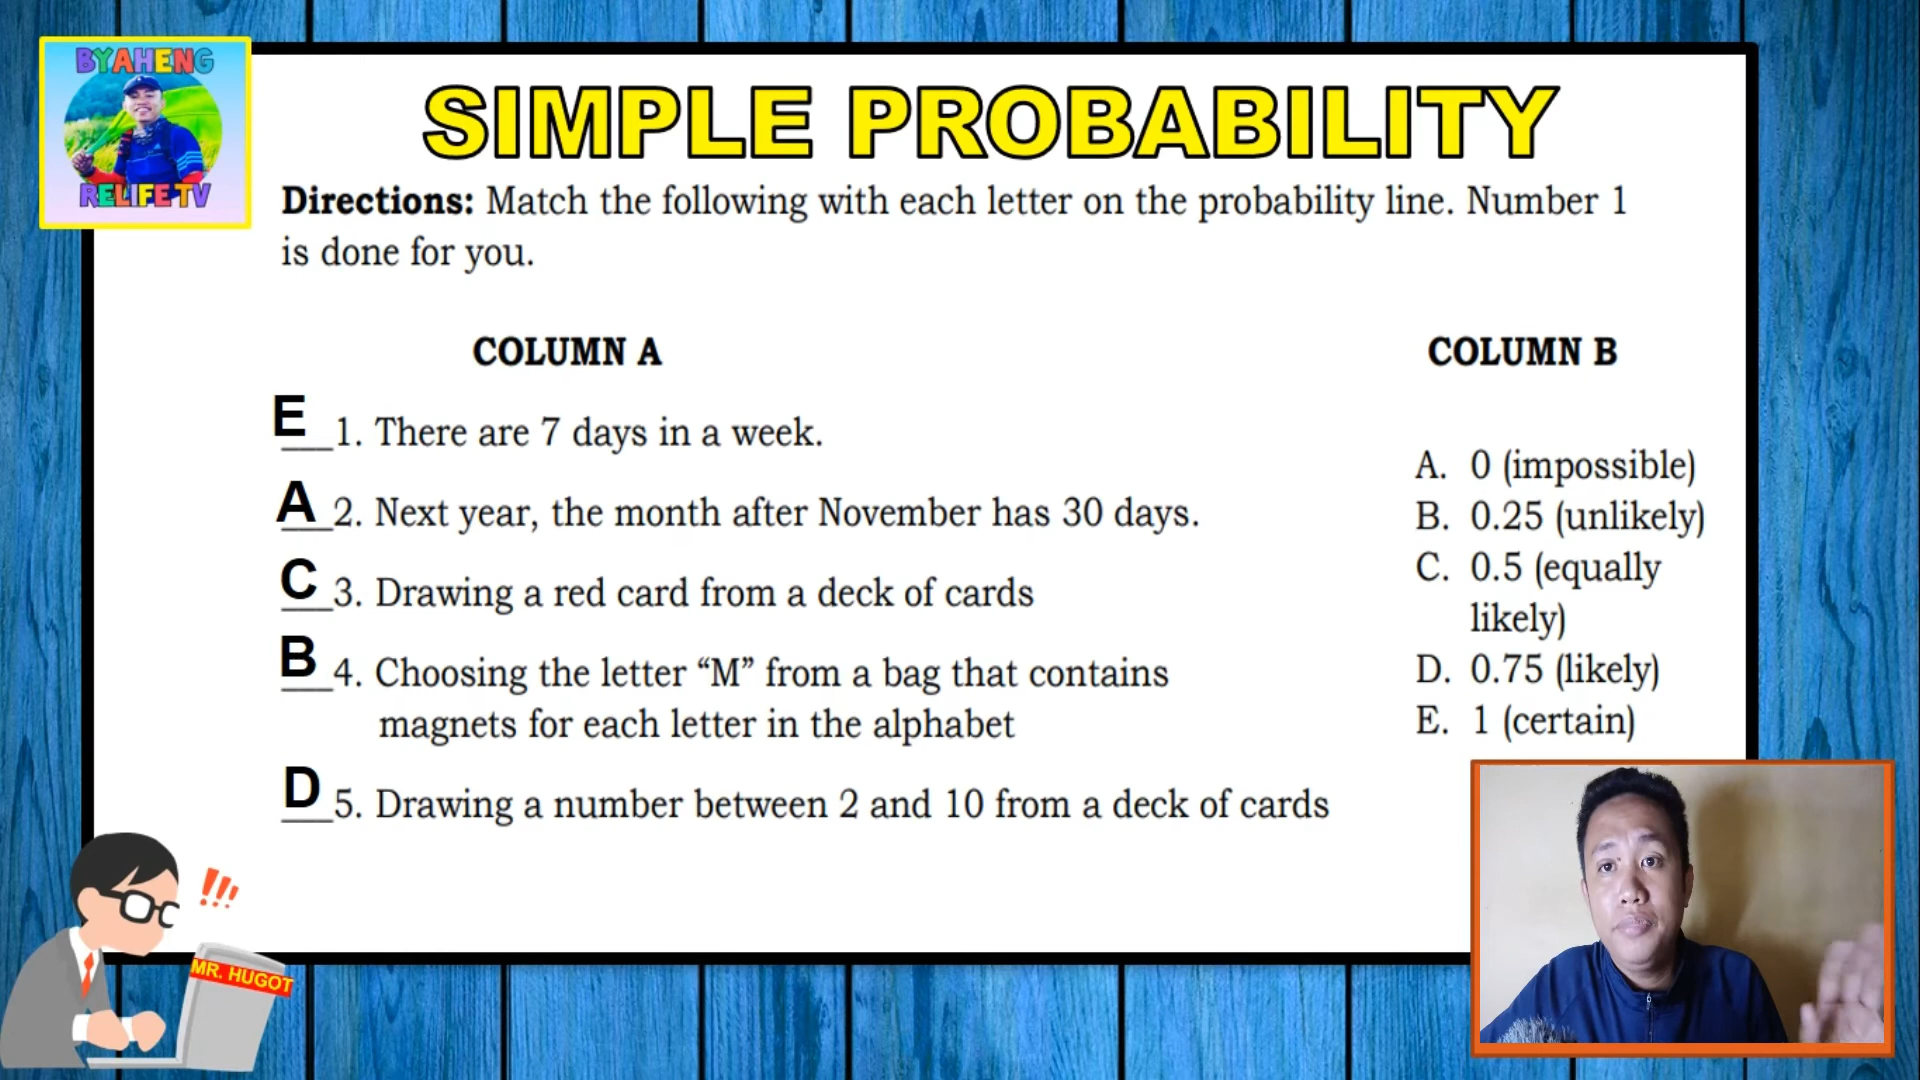 BYAHENG
RELIFE TV
SIMPLE PROBABILITY
Directions: Match the following with each letter on the probability line. Number 1
is done for you.
COLUMN A
E 1. There are 7 days in a week.
A 2. Next year, the month after November has 30 days.
C 3. Drawing a red card from a deck of cards
B 4. Choosing the letter “M” from a bag that contains
magnets for each letter in the alphabet
D 5. Drawing a number between 2 and 10 from a deck of cards
COLUMN B
A. 0 (impossible)
B. 0.25 (unlikely)
C. 0.5 (equally
likely)
D. 0.75 (likely)
E. 1 (certain)
!!!
MR. HUGOT